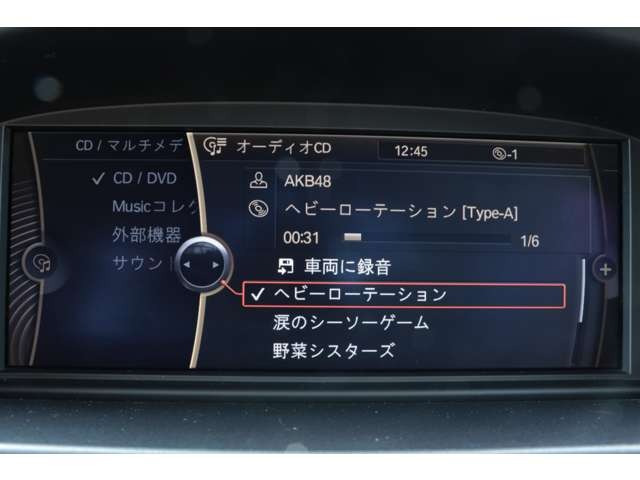 CD / マルチメデ
オーディオCD
12:45
-1
✓ CD / DVD
AKB48
Musicコレク
ヘビーローテーション [Type-A]
外部機器
00:31
1/6
サウント
車両に録音
✓ ヘビーローテーション
涙のシーソーゲーム
野菜シスターズ